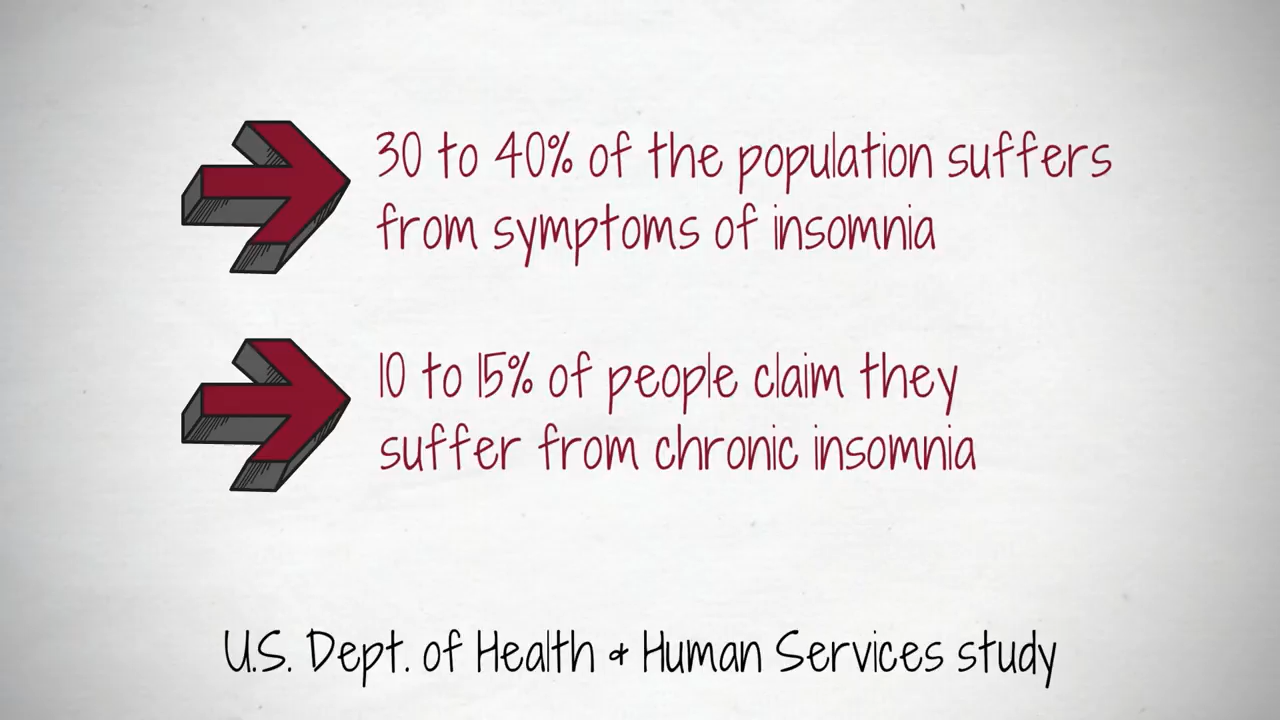 30 to 40% of the population suffers
from symptoms of insomnia
10 to 15% of people claim they
suffer from chronic insomnia
U.S. Dept. of Health & Human Services study